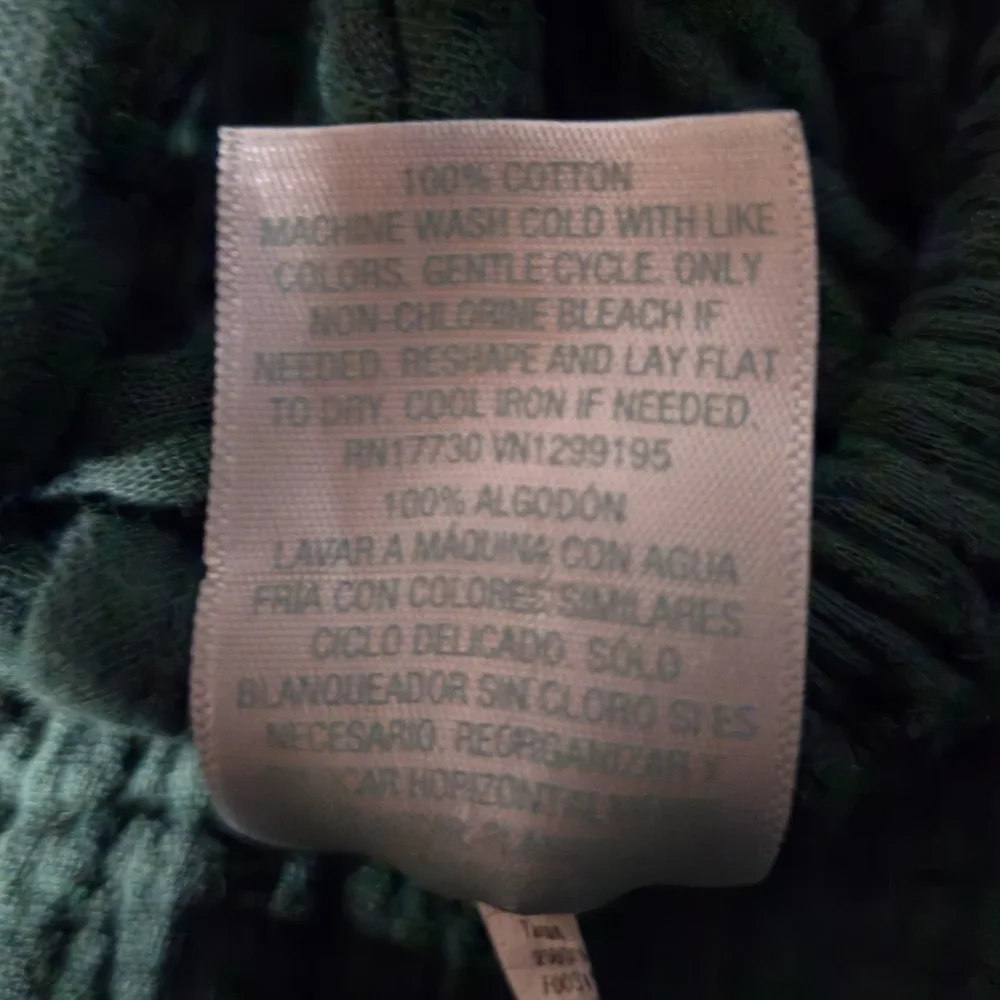 100% COTTON
MACHINE WASH COLD WITH LIKE
COLORS. GENTLE CYCLE. ONLY
NON-CHLORINE BLEACH IF
NEEDED. RESHAPE AND LAY FLAT
TO DRY. COOL IRON IF NEEDED.
RN17730 VN1299195
100% ALGODÓN
LAVAR A MÁQUINA CON AGUA
FRÍA CON COLORES SIMILARES
CICLO DELICADO. SÓLO
BLANQUEADOR SIN CLORO SI ES
NECESARIO. REORGANIZAR Y